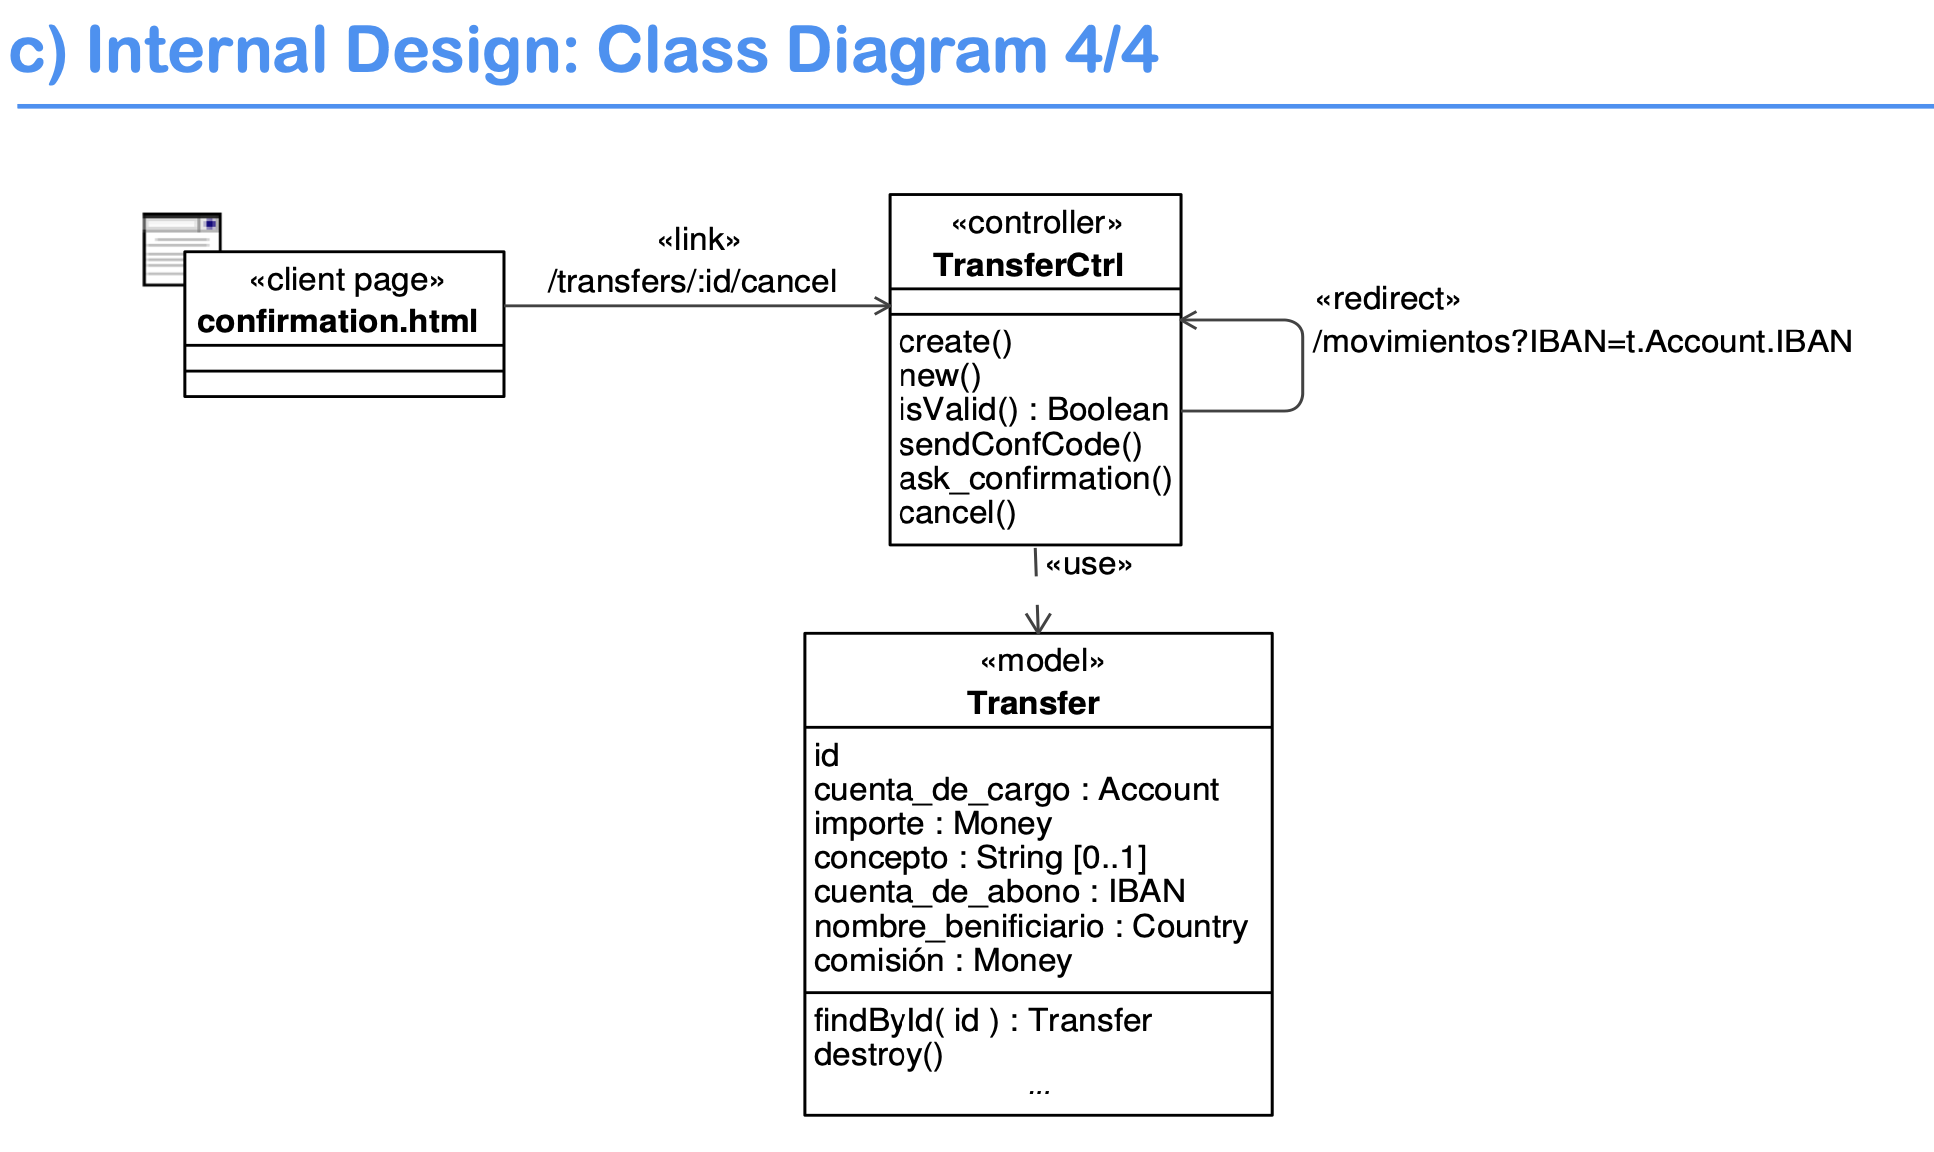 c) Internal Design: Class Diagram 4/4
«client page»
confirmation.html
«link»
/transfers/:id/cancel
«controller»
TransferCtrl
create()
new()
isValid() : Boolean
sendConfCode()
ask_confirmation()
cancel()
«redirect»
/movimientos?IBAN=t.Account.IBAN
«use»
«model»
Transfer
id
cuenta_de_cargo : Account
importe : Money
concepto : String [0..1]
cuenta_de_abono : IBAN
nombre_benificiario : Country
comisión : Money
findById( id ) : Transfer
destroy()
...